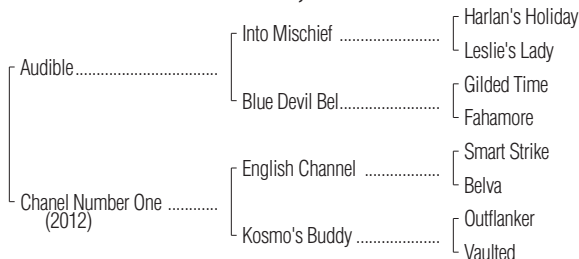 Harlan's Holiday
Into Mischief ....................
Leslie's Lady
Audible.............................
Gilded Time
Blue Devil Bel...................
Fahamore
Smart Strike
English Channel ...............
Belva
Chanel Number One ..........
(2012)
Outflanker
Kosmo's Buddy .................
Vaulted